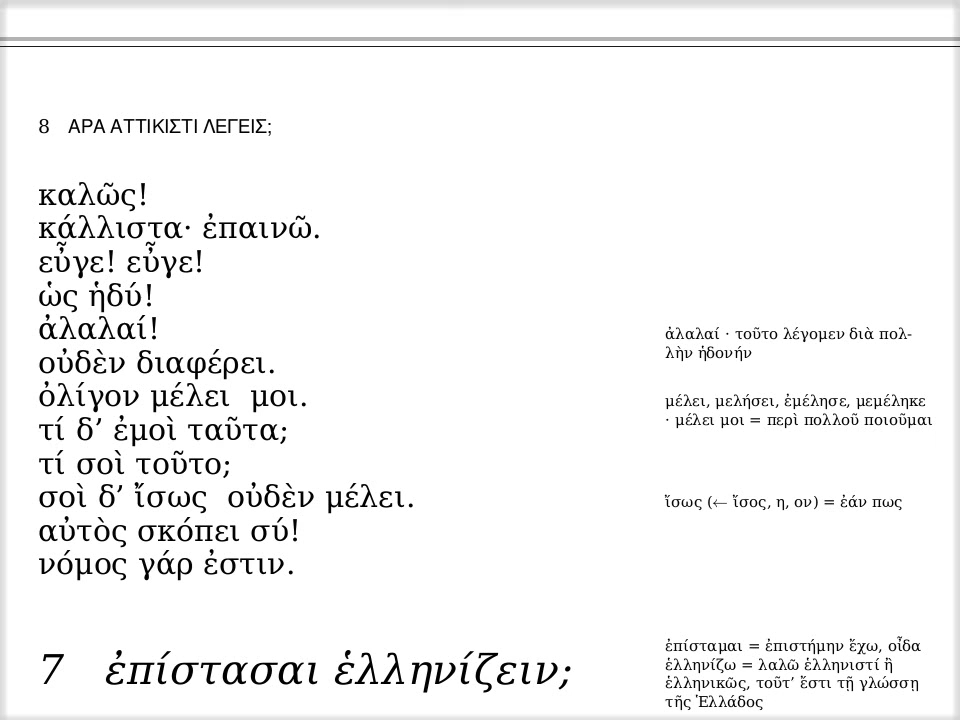 8 ΑΡΑ ΑΤΤΙΚΙΣΤΙ ΛΕΓΕΙΣ;
καλῶς!
κάλλιστα· ἐπαινῶ.
εὖγε! εὖγε!
ὡς ἡδύ!
ἀλαλαί!
ἀλαλαί · τοῦτο λέγομεν διὰ πολ-
λὴν ἡδονήν
οὐδὲν διαφέρει.
ὀλίγον μέλει μοι.
μέλει, μελήσει, ἐμέλησε, μεμέληκε
· μέλει μοι = περὶ πολλοῦ ποιοῦμαι
τί δ’ ἐμοὶ ταῦτα;
τί σοὶ τοῦτο;
σοὶ δ’ ἴσως οὐδὲν μέλει.
ἴσως (← ἴσος, η, ον) = ἐάν πως
αὐτὸς σκόπει σύ!
νόμος γάρ ἐστιν.
7 ἐπίστασαι ἑλληνίζειν;
ἐπίσταμαι = ἐπιστήμην ἔχω, οἶδα
ἑλληνίζω = λαλῶ ἑλληνιστί ἢ
ἑλληνικῶς, τοῦτ’ ἔστι τῇ γλώσσῃ
τῆς Ἑλλάδος